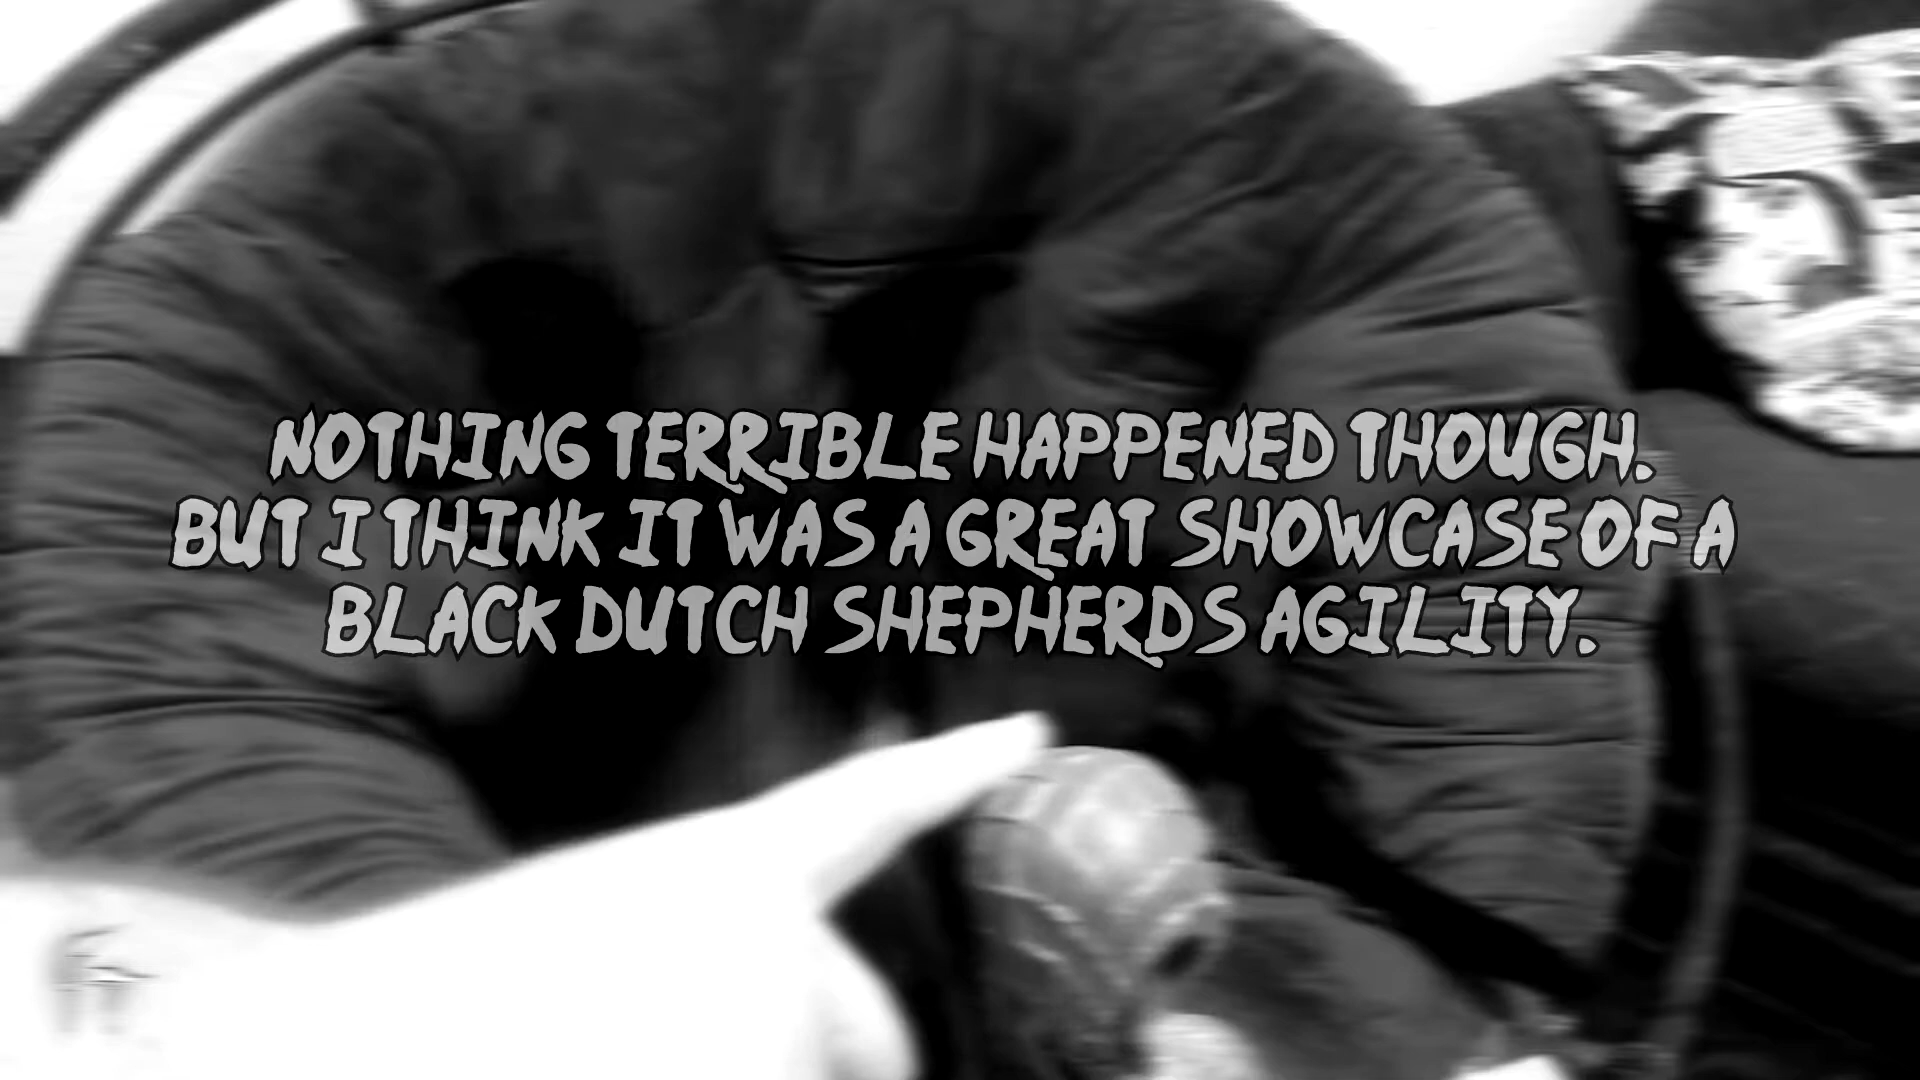 NOTHING TERRIBLE HAPPENED THOUGH.
BUT I THINK IT WAS A GREAT SHOWCASE OF A
BLACK DUTCH SHEPHERDS AGILITY.